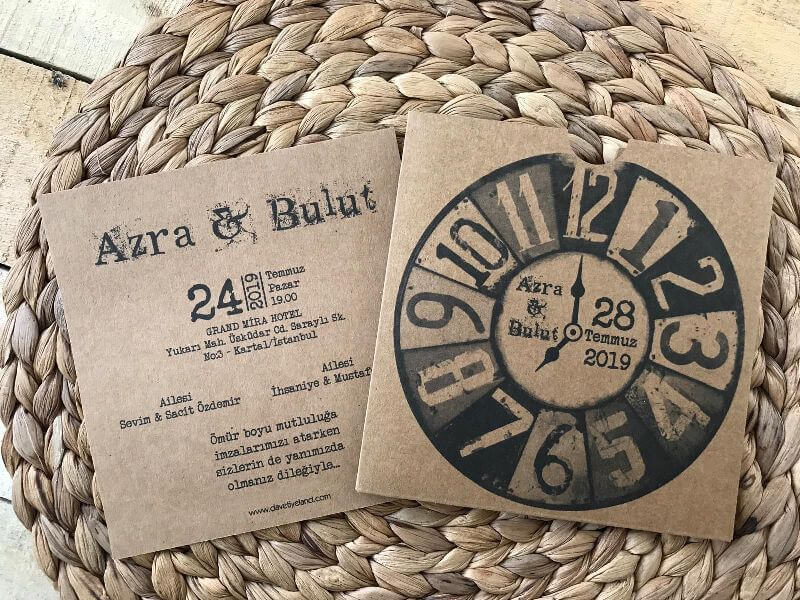 Azra & Bulut
24
2019
Temmuz
Pazar
19.00
GRAND MİRA HOTEL
Yukarı Mah. Üsküdar Cd. Saraylı Sk.
No:3 - Kartal/İstanbul
Ailesi
Sevim & Sacit Özdemir
Ailesi
İhsaniye & Mustaf
Ömür boyu mutluluğa
imzalarımızı atarken
sizlerin de yanımızda
olmanız dileğiyle...
www.davetiyeland.com
12
1
2
3
4
5
6
7
8
9
10
11
Azra
&
Bulut
28
Temmuz
2019